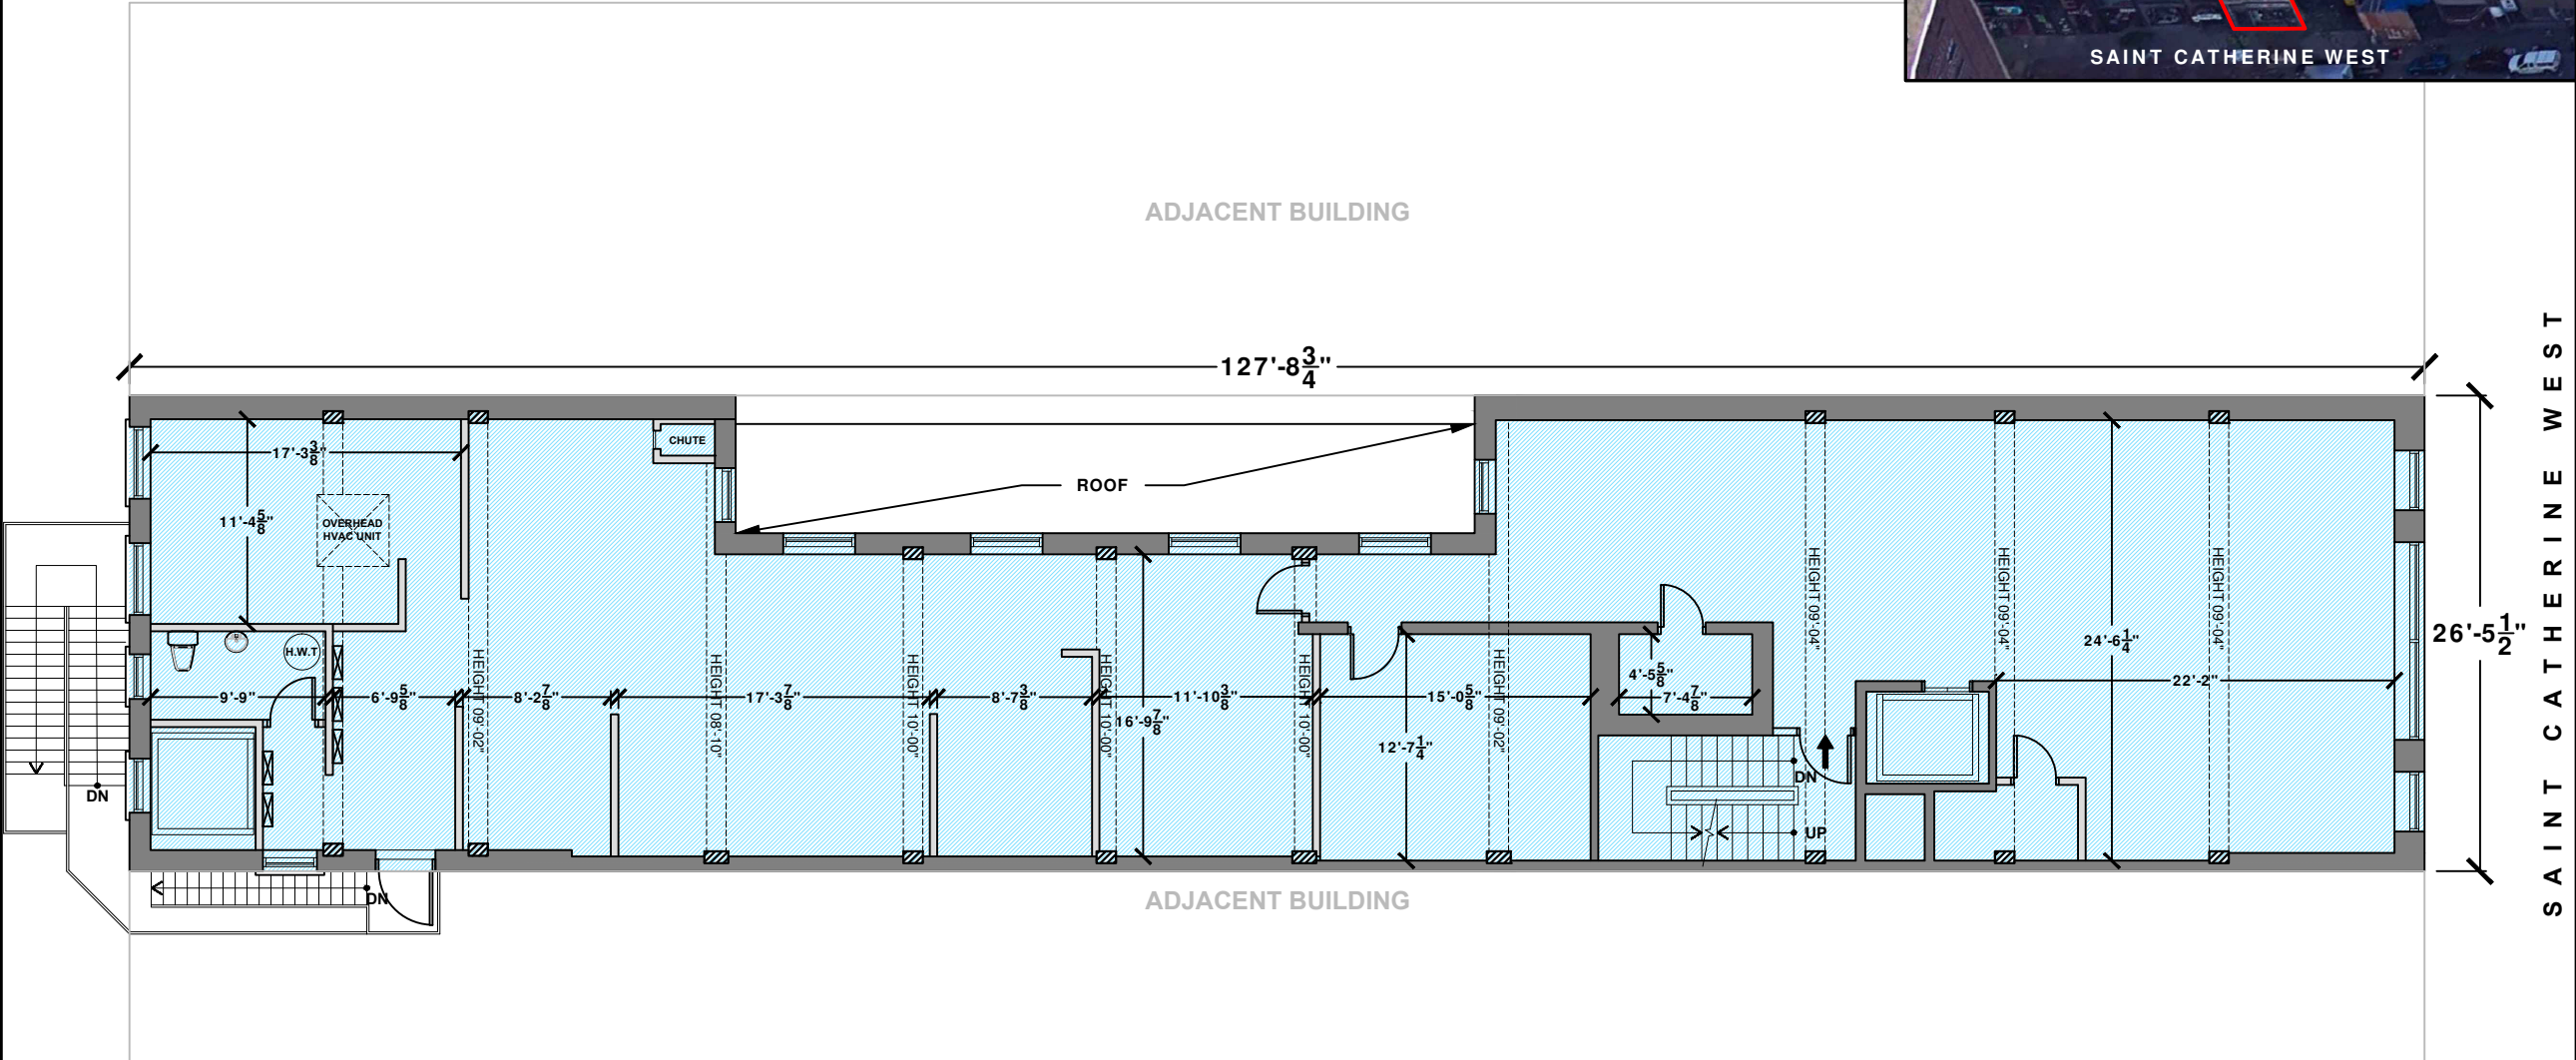 SAINT CATHERINE WEST
ADJACENT BUILDING
127'-8 3/4"
CHUTE
17'-3 3/8"
ROOF
11'-4 5/8"
OVERHEAD
HVAC UNIT
26'-5 1/2"
SAINT CATHERINE WEST
H.W.T
HEIGHT 09'-02"
HEIGHT 08'-10"
HEIGHT 10'-00"
HEIGHT 10'-00"
HEIGHT 10'-00"
HEIGHT 09'-02"
HEIGHT 09'-04"
HEIGHT 09'-04"
HEIGHT 09'-04"
24'-6 1/4"
4'-5 5/8"
22'-2"
9'-9"
6'-9 5/8"
8'-2 7/8"
17'-3 7/8"
8'-7 3/8"
11'-10 3/8"
15'-0 5/8"
7'-4 7/8"
16'-9 7/8"
12'-7 1/4"
DN
DN
UP
DN
ADJACENT BUILDING